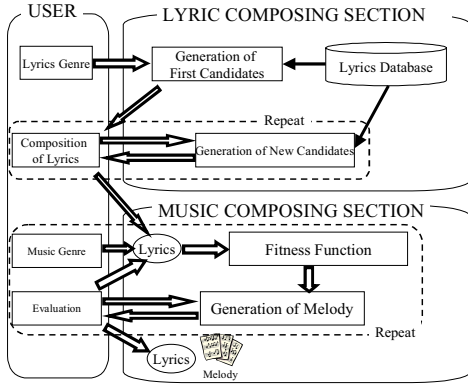 USER
LYRIC COMPOSING SECTION
Lyrics Genre
Generation of
First Candidates
Lyrics Database
Repeat
Composition
of Lyrics
Generation of New Candidates
MUSIC COMPOSING SECTION
Music Genre
Lyrics
Fitness Function
Evaluation
Generation of Melody
Repeat
Lyrics
Melody